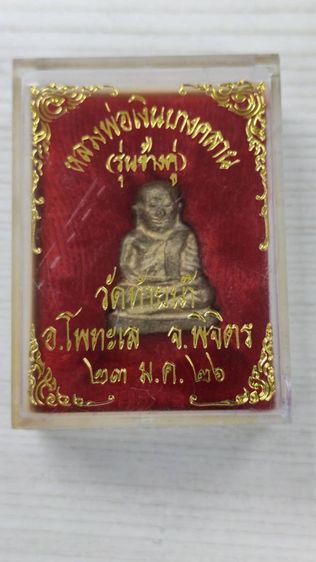 หลวงพ่อเงินบางคลาน
(รุ่นช้างคู่)
วัดท้ายน้ำ
อ.โพทะเล จ.พิจิตร
๒๓ ม.ค. ๒๖